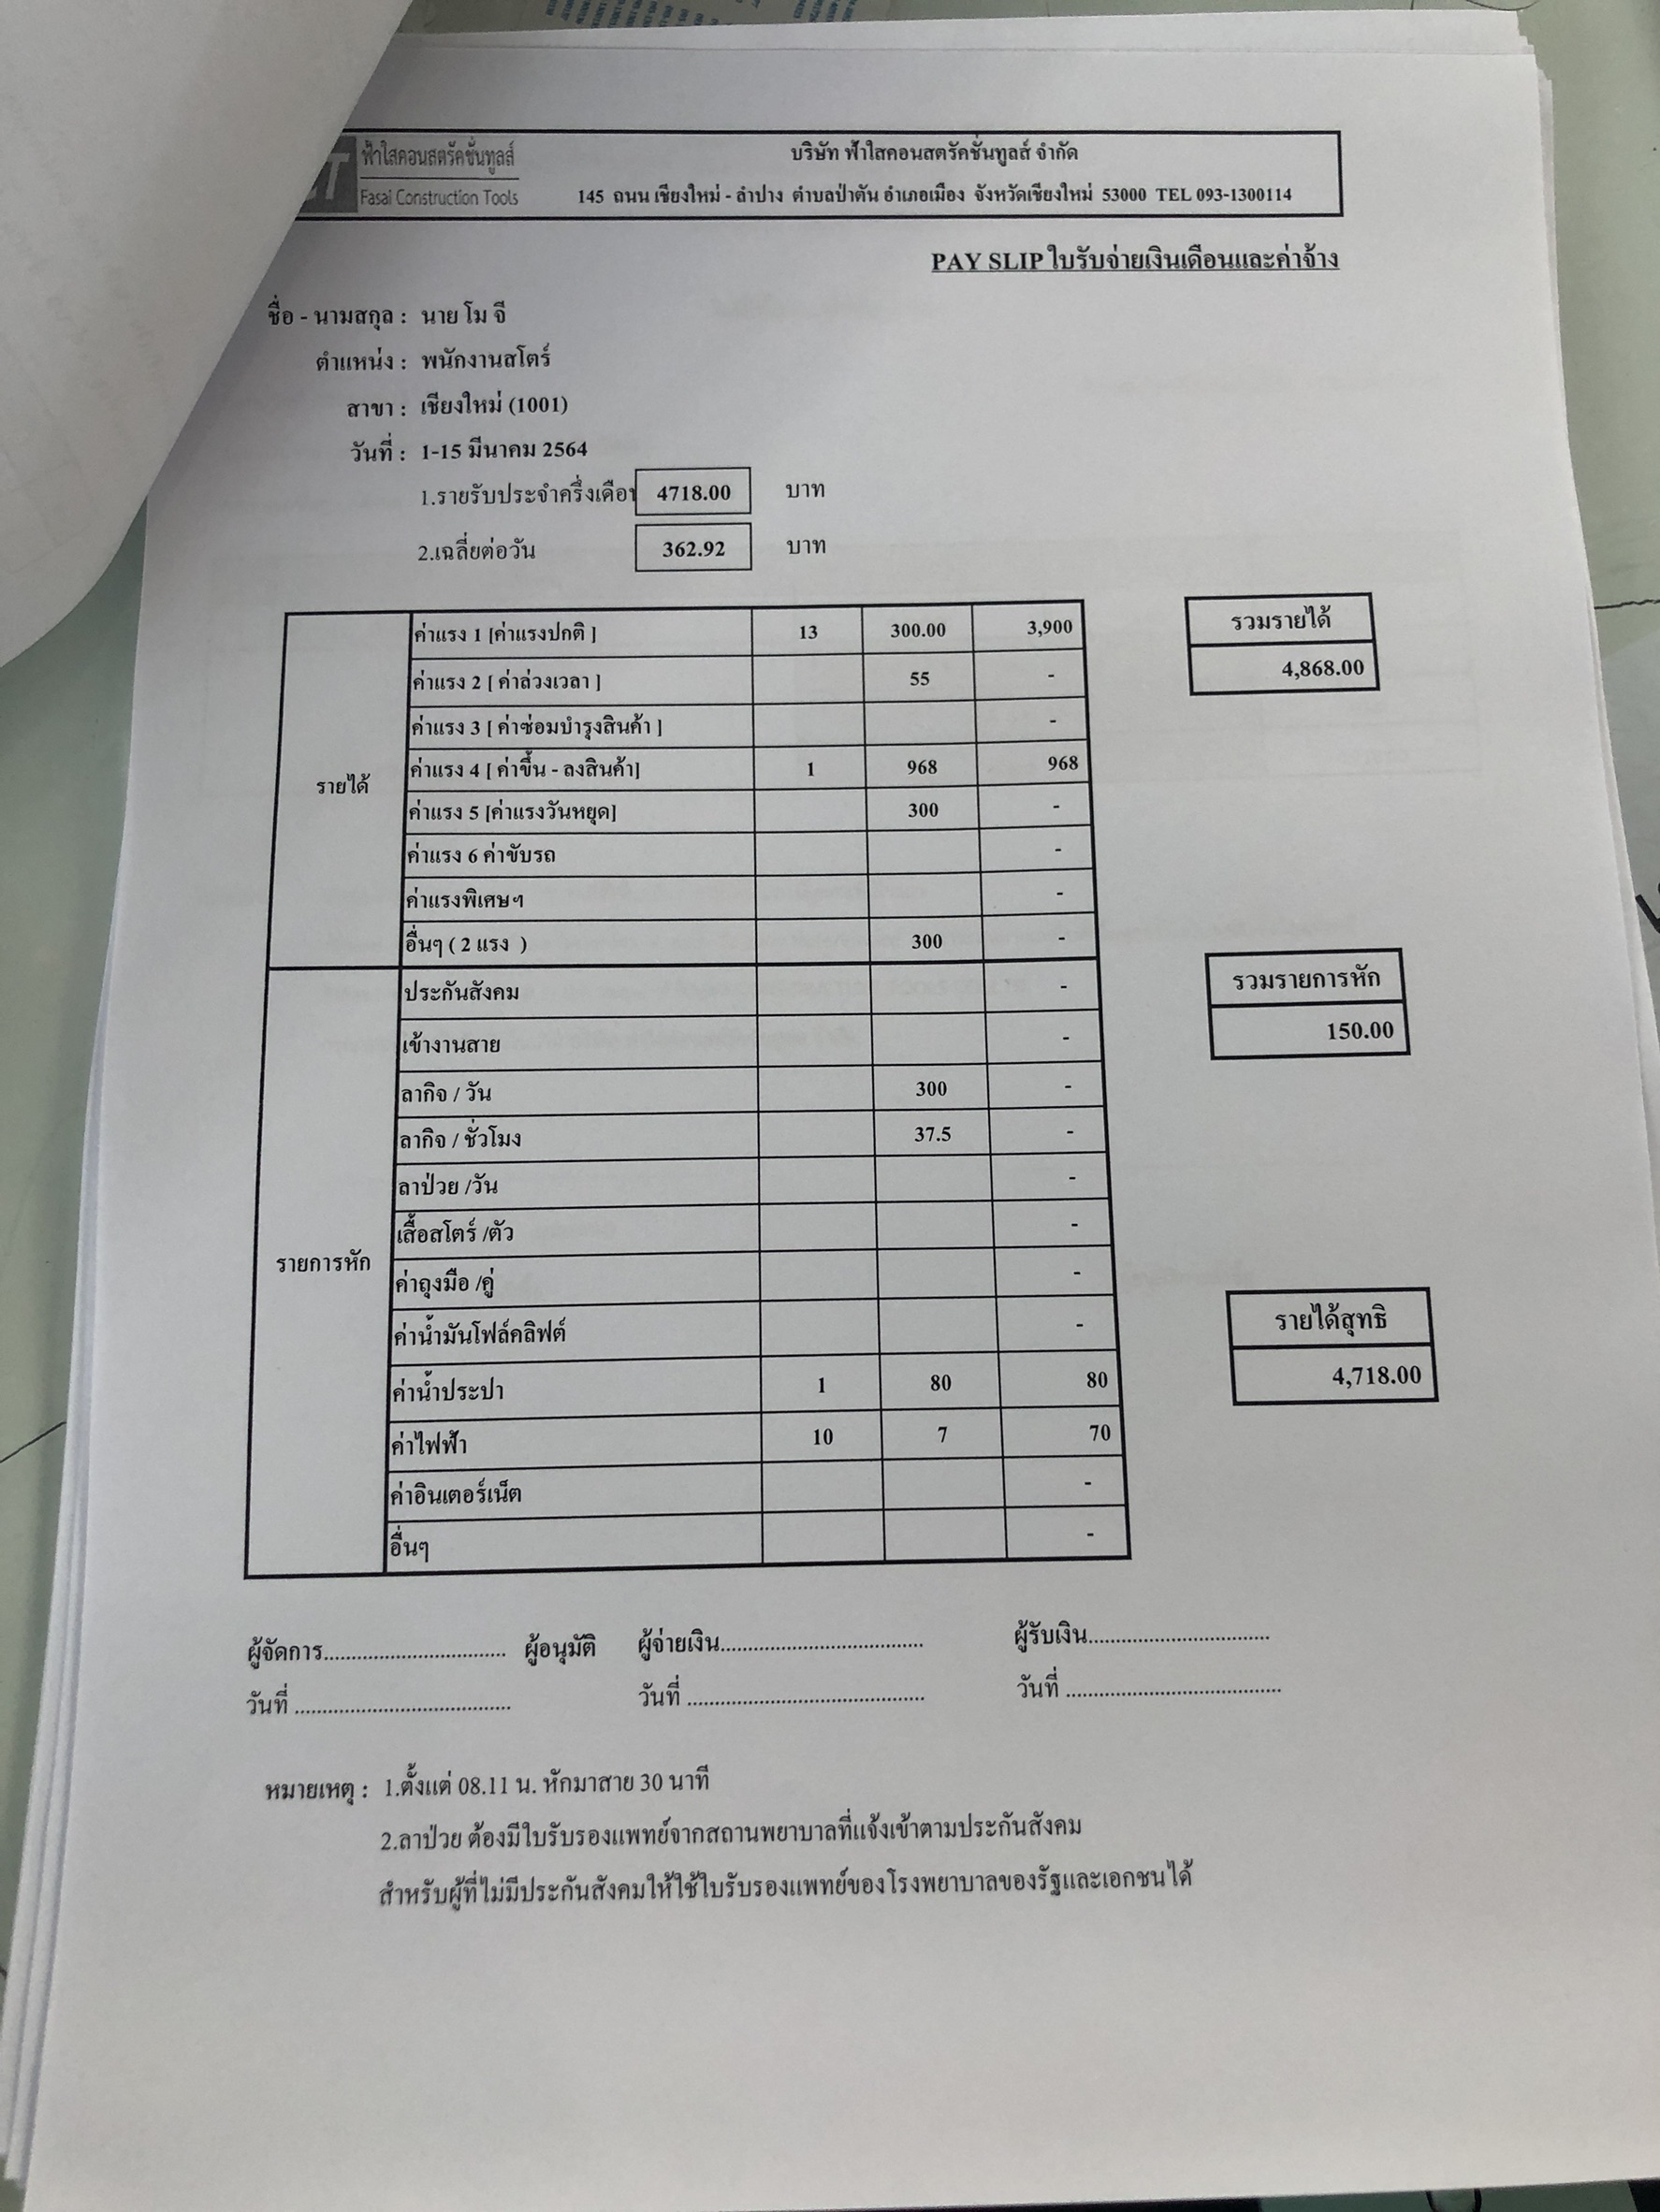 ฟ้าใสคอนสตรัคชั่นทูลส์
Fasai Construction Tools
บริษัท ฟ้าใสคอนสตรัคชั่นทูลส์ จำกัด
145 ถนน เชียงใหม่ - ลำปาง ตำบลป่าตัน อำเภอเมือง จังหวัดเชียงใหม่ 53000 TEL 093-1300114
PAY SLIP ใบรับจ่ายเงินเดือนและค่าจ้าง
ชื่อ - นามสกุล : นาย โม จี
ตำแหน่ง : พนักงานสโตร์
สาขา : เชียงใหม่ (1001)
วันที่ : 1-15 มีนาคม 2564
1.รายรับประจำครึ่งเดือน 4718.00 บาท
2.เฉลี่ยต่อวัน 362.92 บาท
รายได้
ค่าแรง 1 [ค่าแรงปกติ ] 13 300.00 3,900
ค่าแรง 2 [ ค่าล่วงเวลา ] 55 -
ค่าแรง 3 [ ค่าซ่อมบำรุงสินค้า ] -
ค่าแรง 4 [ ค่าขึ้น - ลงสินค้า] 1 968 968
ค่าแรง 5 [ค่าแรงวันหยุด] 300 -
ค่าแรง 6 ค่าขับรถ -
ค่าแรงพิเศษฯ -
อื่นๆ ( 2 แรง ) 300 -
รวมรายได้
4,868.00
รายการหัก
ประกันสังคม -
เข้างานสาย -
ลากิจ / วัน 300 -
ลากิจ / ชั่วโมง 37.5 -
ลาป่วย /วัน -
เสื้อสโตร์ /ตัว -
ค่าถุงมือ /คู่ -
ค่าน้ำมันโฟล์คลิฟต์ -
ค่าน้ำประปา 1 80 80
ค่าไฟฟ้า 10 7 70
ค่าอินเตอร์เน็ต -
อื่นๆ -
รวมรายการหัก
150.00
รายได้สุทธิ
4,718.00
ผู้จัดการ................................. ผู้อนุมัติ ผู้จ่ายเงิน..................................... ผู้รับเงิน.................................
วันที่ ....................................... วันที่ ........................................... วันที่ .......................................
หมายเหตุ : 1.ตั้งแต่ 08.11 น. หักมาสาย 30 นาที
2.ลาป่วย ต้องมีใบรับรองแพทย์จากสถานพยาบาลที่แจ้งเข้าตามประกันสังคม
สำหรับผู้ที่ไม่มีประกันสังคมให้ใช้ใบรับรองแพทย์ของโรงพยาบาลของรัฐและเอกชนได้